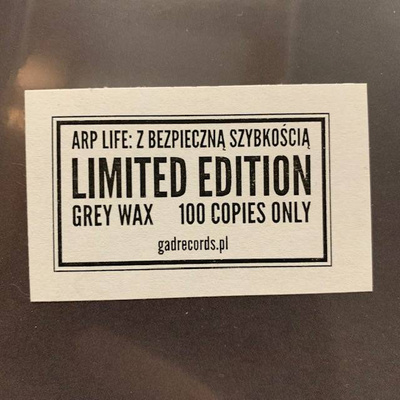 ARP LIFE: Z BEZPIECZNĄ SZYBKOŚCIĄ
LIMITED EDITION
GREY WAX 100 COPIES ONLY
gadrecords.pl